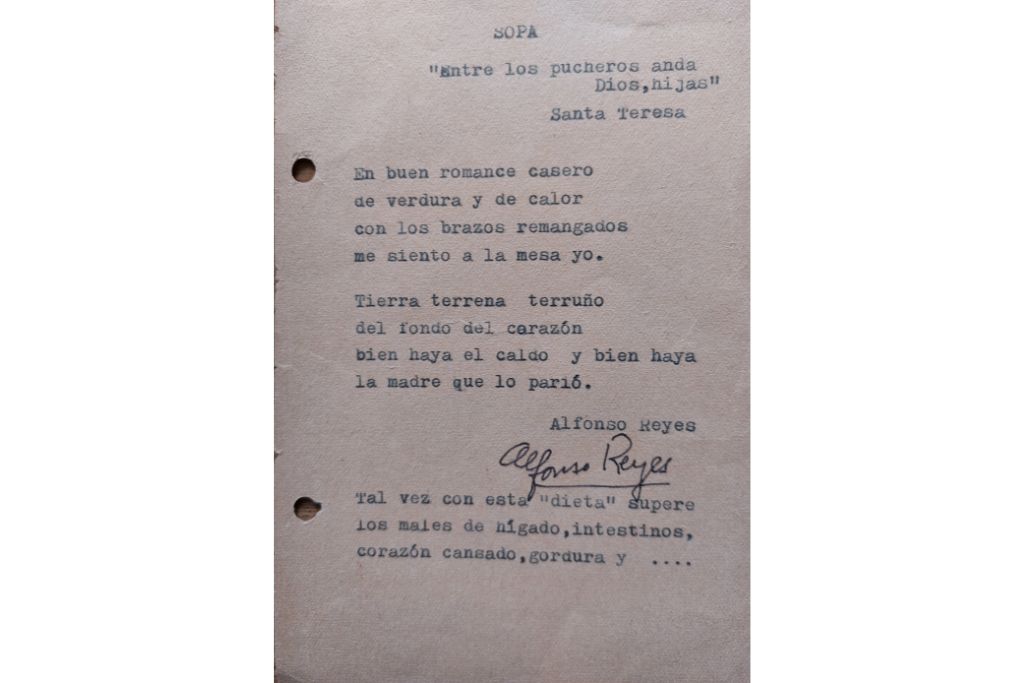 SOPA
"Entre los pucheros anda
Dios,hijas"
Santa Teresa
En buen romance casero
de verdura y de calor
con los brazos remangados
me siento a la mesa yo.
Tierra terrena  terruño
del fondo del carazón
bien haya el caldo  y bien haya
la madre que lo parió.
Alfonso Reyes
Alfonso Reyes
Tal vez con esta "dieta" supere
los males de hígado,intestinos,
corazón cansado,gordura y  ....